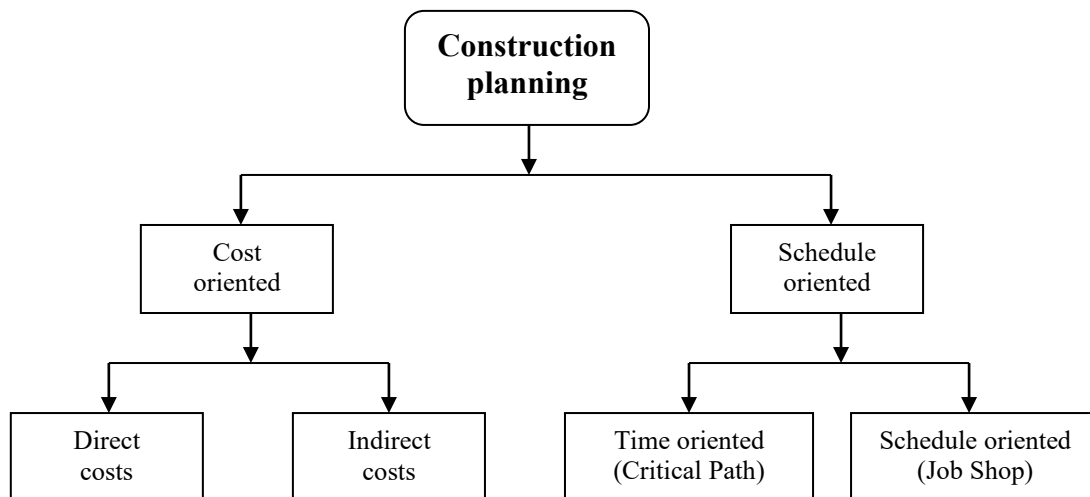 Construction
planning
Cost
oriented
Schedule
oriented
Direct
costs
Indirect
costs
Time oriented
(Critical Path)
Schedule oriented
(Job Shop)